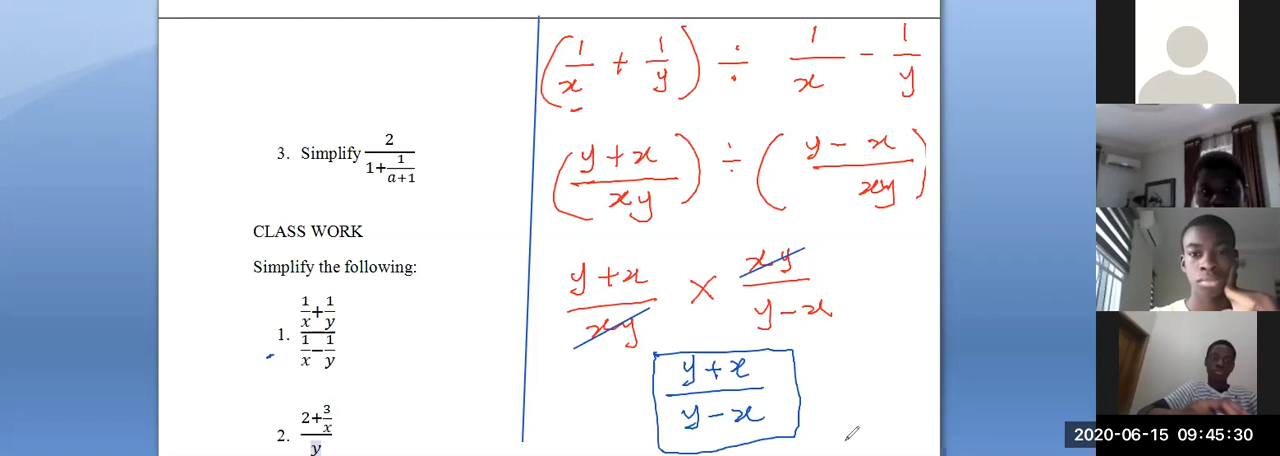 3. Simplify 2/(1+1/(a+1))
CLASS WORK
Simplify the following:
1. (1/x+1/y)/(1/x−1/y)
2. (2+3/x)/y
(1/x + 1/y) ÷ 1/x − 1/y
((y+x)/xy) ÷ ((y−x)/xy)
(y+x)/xy × xy/(y−x)
(y+x)/(y−x)
2020-06-15 09:45:30